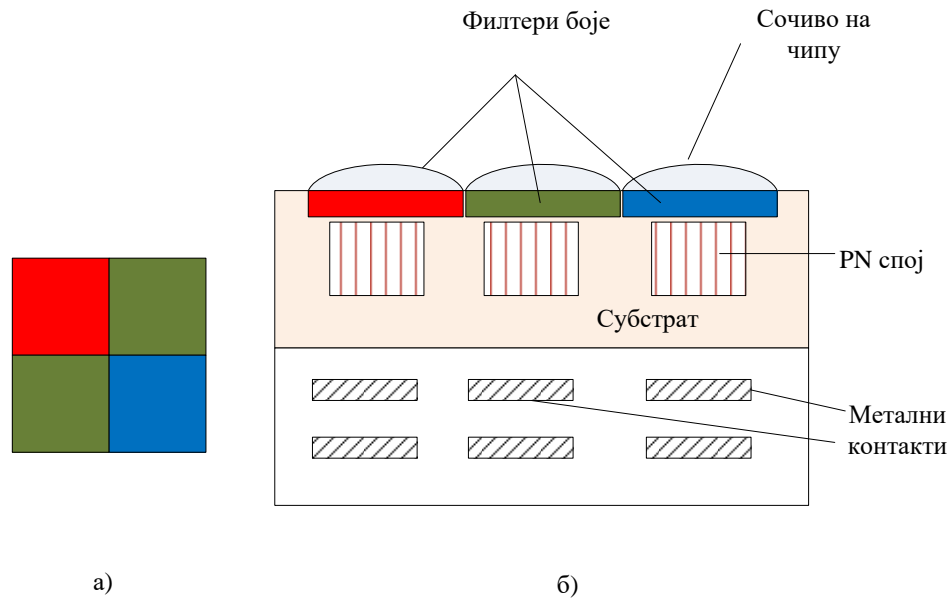 Филтери боје
Сочиво на
чипу
PN спој
Субстрат
Метални
контакти
а)
б)